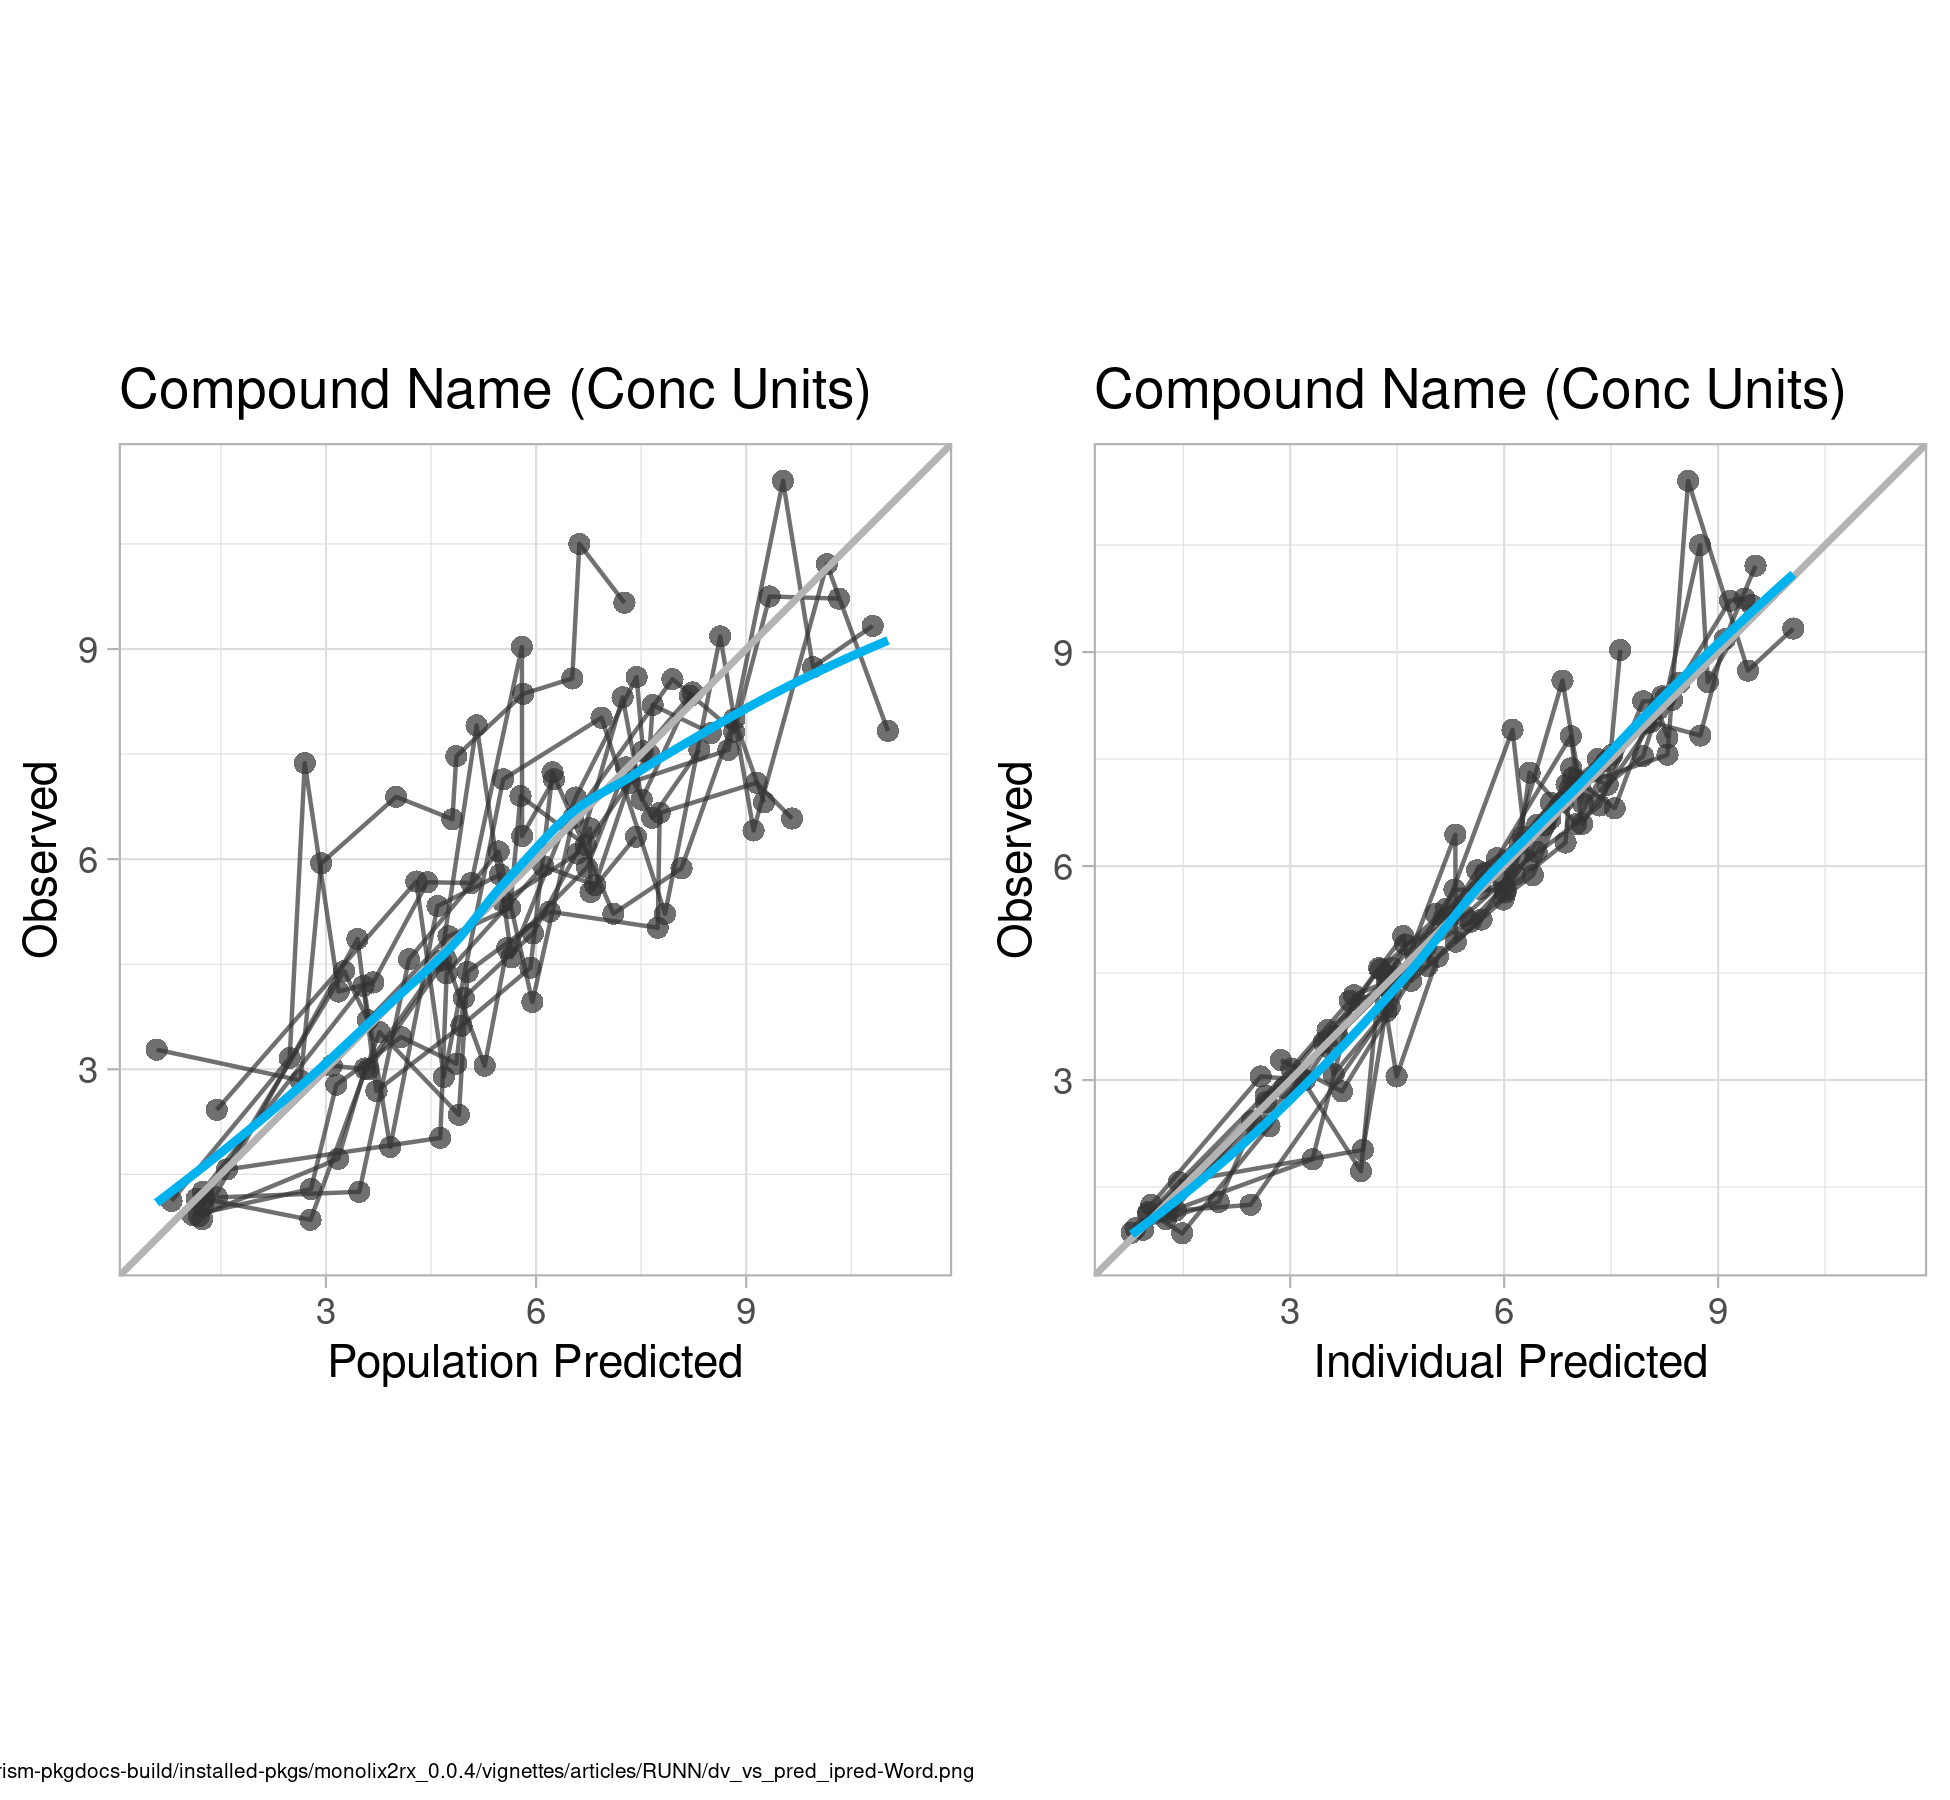 Compound Name (Conc Units)
Observed
9
6
3
3 6 9
Population Predicted
Compound Name (Conc Units)
Observed
9
6
3
3 6 9
Individual Predicted
rism-pkgdocs-build/installed-pkgs/monolix2rx_0.0.4/vignettes/articles/RUNN/dv_vs_pred_ipred-Word.png